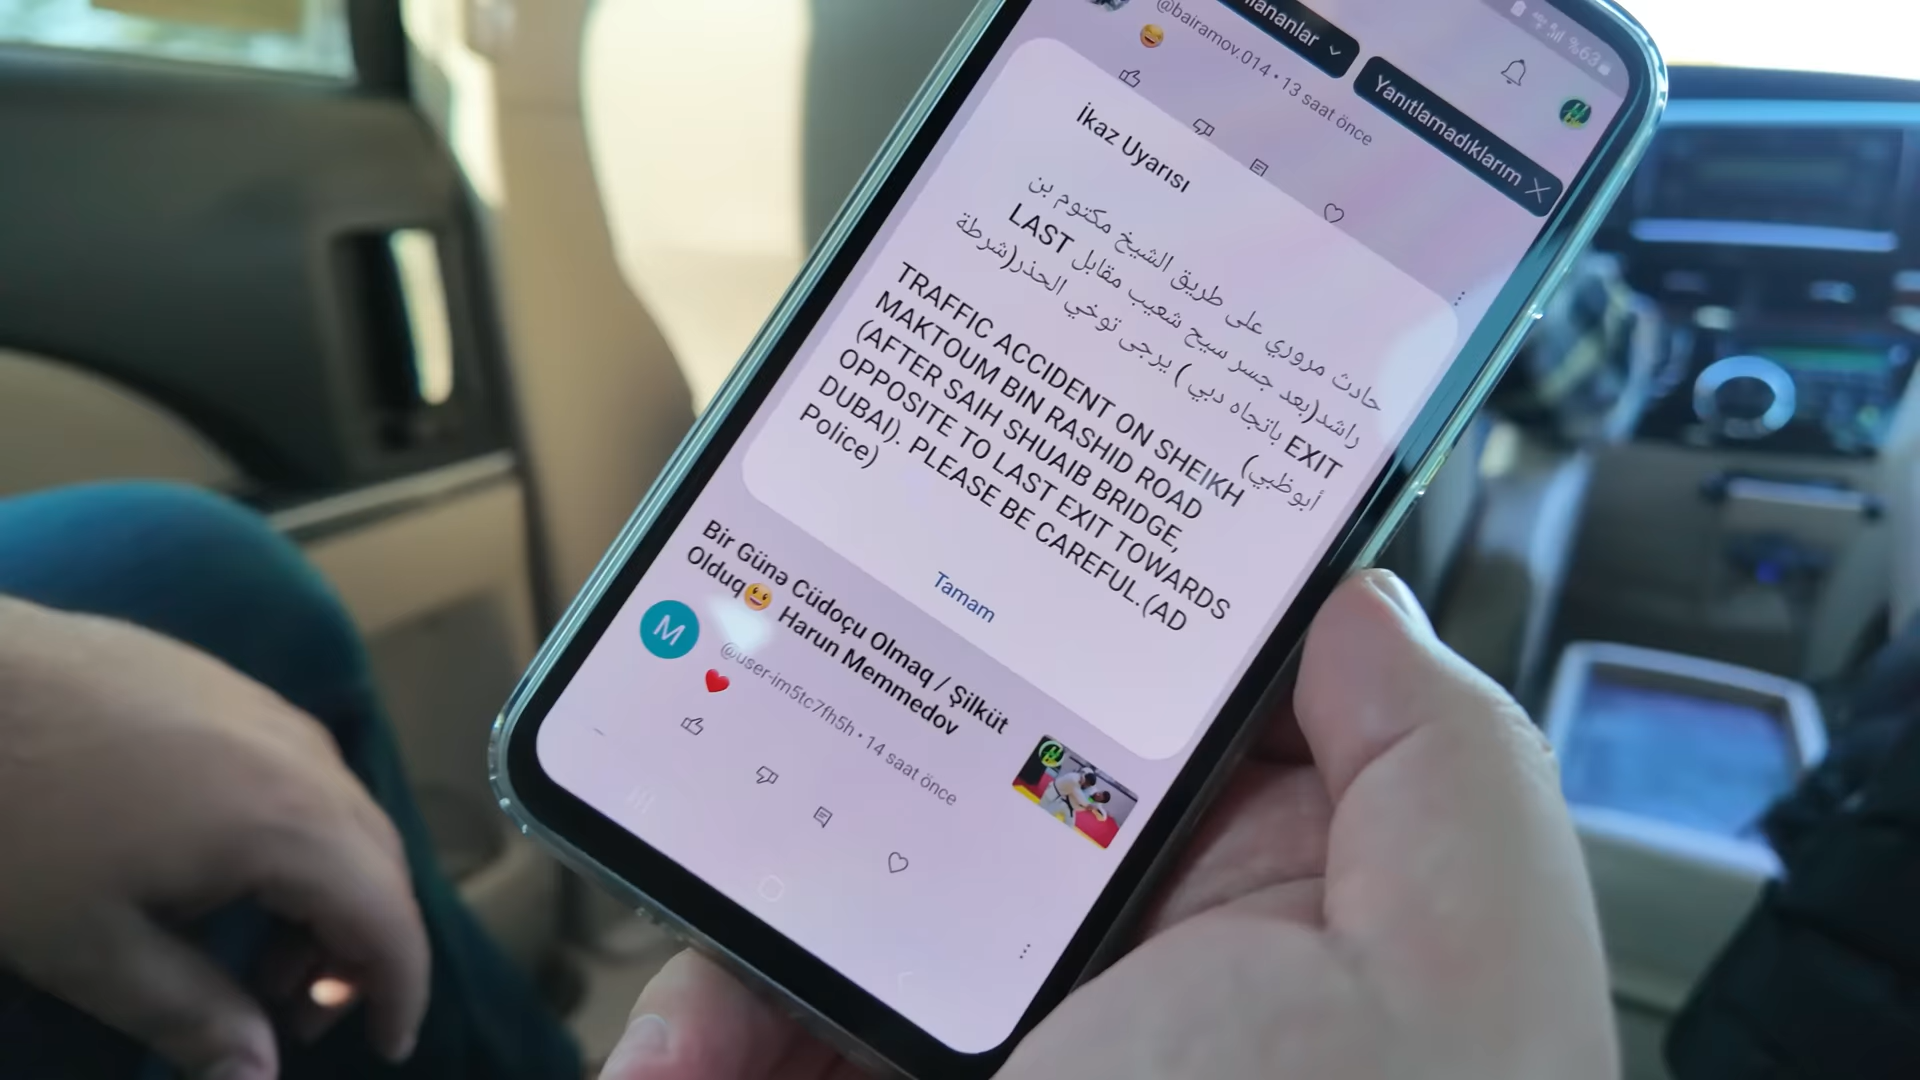 %63
Yanıtlamadıklarım
@bairamov.014 • 13 saat önce
😂
İkaz Uyarısı
حادث مروري على طريق الشيخ مكتوم بن
راشد(بعد جسر سيح شعيب مقابل LAST
EXIT باتجاه دبي ) يرجى توخي الحذر(شرطة
أبوظبي)
TRAFFIC ACCIDENT ON SHEIKH
MAKTOUM BIN RASHID ROAD
(AFTER SAIH SHUAIB BRIDGE,
OPPOSITE TO LAST EXIT TOWARDS
DUBAI). PLEASE BE CAREFUL.(AD
Police)
Tamam
Bir Günə Cüdoçu Olmaq / Şilküt
Olduq😃 Harun Memmedov
M
@user-im5tc7fh5h • 14 saat önce
❤️